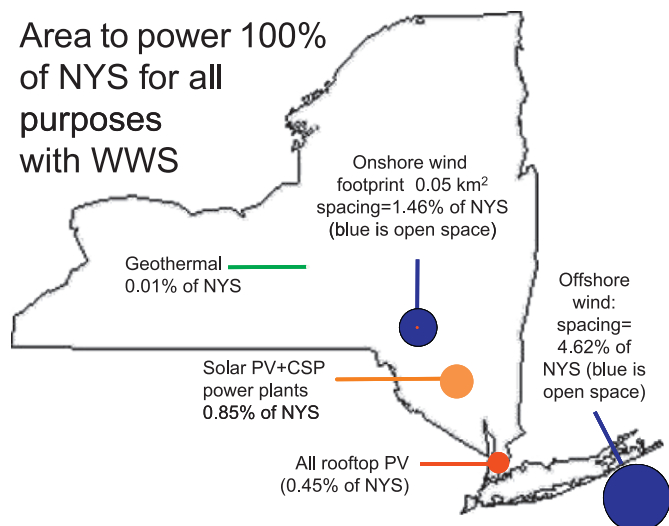 Area to power 100%
of NYS for all
purposes
with WWS
Onshore wind
footprint 0.05 km²
spacing=1.46% of NYS
(blue is open space)
Geothermal
0.01% of NYS
Offshore
wind:
spacing=
4.62% of
NYS (blue is
open space)
Solar PV+CSP
power plants
0.85% of NYS
All rooftop PV
(0.45% of NYS)